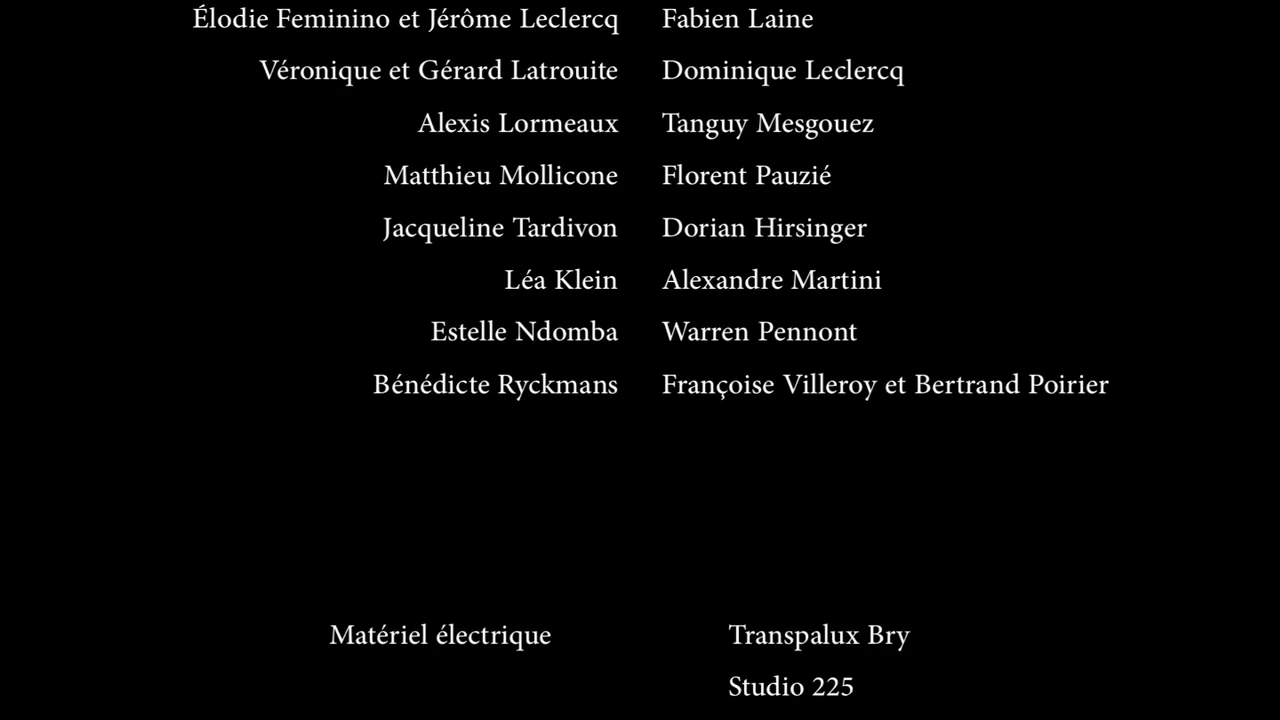 Élodie Feminino et Jérôme Leclercq Fabien Laine
Véronique et Gérard Latrouite Dominique Leclercq
Alexis Lormeaux Tanguy Mesgouez
Matthieu Mollicone Florent Pauzié
Jacqueline Tardivon Dorian Hirsinger
Léa Klein Alexandre Martini
Estelle Ndomba Warren Pennont
Bénédicte Ryckmans Françoise Villeroy et Bertrand Poirier
Matériel électrique Transpalux Bry
Studio 225